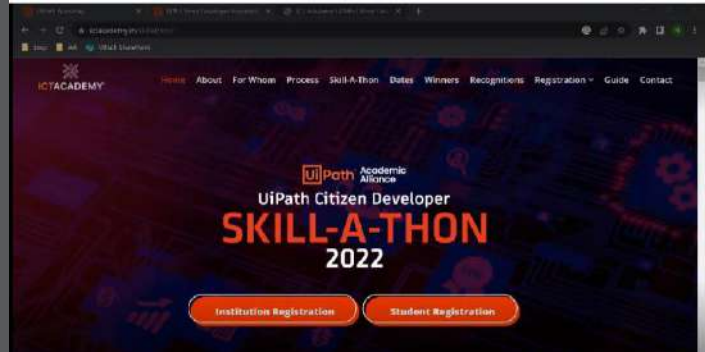 ICTACADEMY
Home About For Whom Process Skill-A-Thon Dates Winners Recognitions Registration Guide Contact
UiPath Academic Alliance
UiPath Citizen Developer
SKILL-A-THON
2022
Institution Registration Student Registration